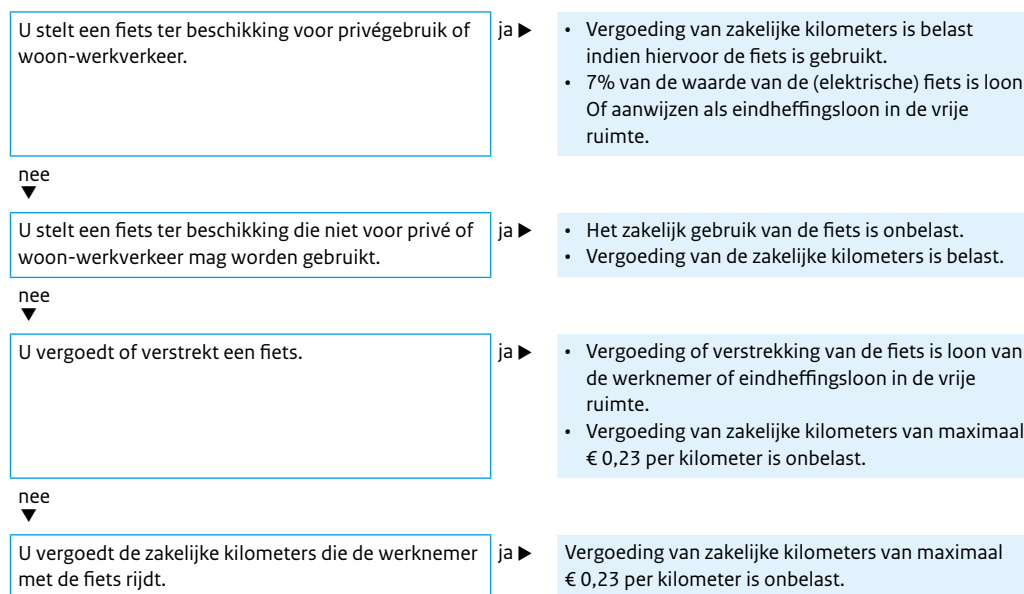 U stelt een fiets ter beschikking voor privégebruik of
woon-werkverkeer.
ja ▶
• Vergoeding van zakelijke kilometers is belast
indien hiervoor de fiets is gebruikt.
• 7% van de waarde van de (elektrische) fiets is loon
Of aanwijzen als eindheffingsloon in de vrije
ruimte.
nee
▼
U stelt een fiets ter beschikking die niet voor privé of
woon-werkverkeer mag worden gebruikt.
ja ▶
• Het zakelijk gebruik van de fiets is onbelast.
• Vergoeding van de zakelijke kilometers is belast.
nee
▼
U vergoedt of verstrekt een fiets.
ja ▶
• Vergoeding of verstrekking van de fiets is loon van
de werknemer of eindheffingsloon in de vrije
ruimte.
• Vergoeding van zakelijke kilometers van maximaal
€ 0,23 per kilometer is onbelast.
nee
▼
U vergoedt de zakelijke kilometers die de werknemer
met de fiets rijdt.
ja ▶
Vergoeding van zakelijke kilometers van maximaal
€ 0,23 per kilometer is onbelast.